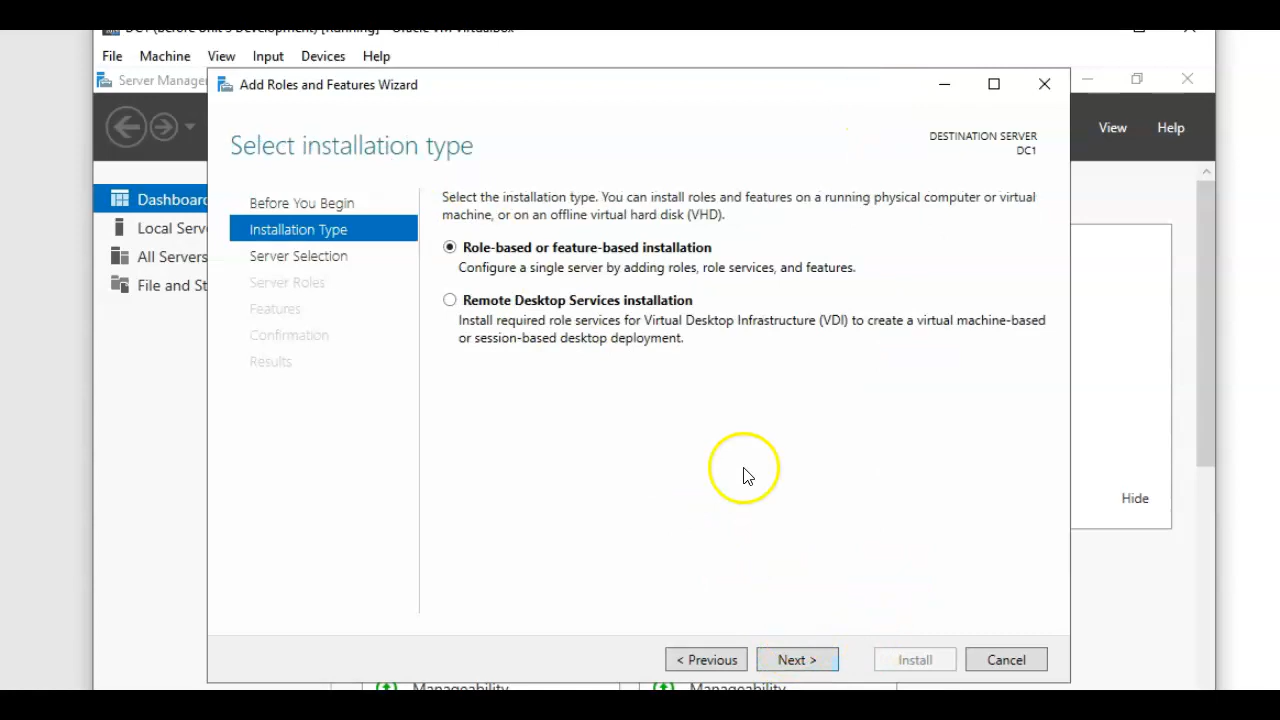 File Machine View Input Devices Help
Server Manager
Add Roles and Features Wizard
View Help
Select installation type
DESTINATION SERVER
DC1
Dashboard
Local Serv
All Servers
File and St
Before You Begin
Installation Type
Server Selection
Server Roles
Features
Confirmation
Results
Select the installation type. You can install roles and features on a running physical computer or virtual
machine, or on an offline virtual hard disk (VHD).
Role-based or feature-based installation
Configure a single server by adding roles, role services, and features.
Remote Desktop Services installation
Install required role services for Virtual Desktop Infrastructure (VDI) to create a virtual machine-based
or session-based desktop deployment.
Hide
< Previous Next > Install Cancel
Manageability Manageability